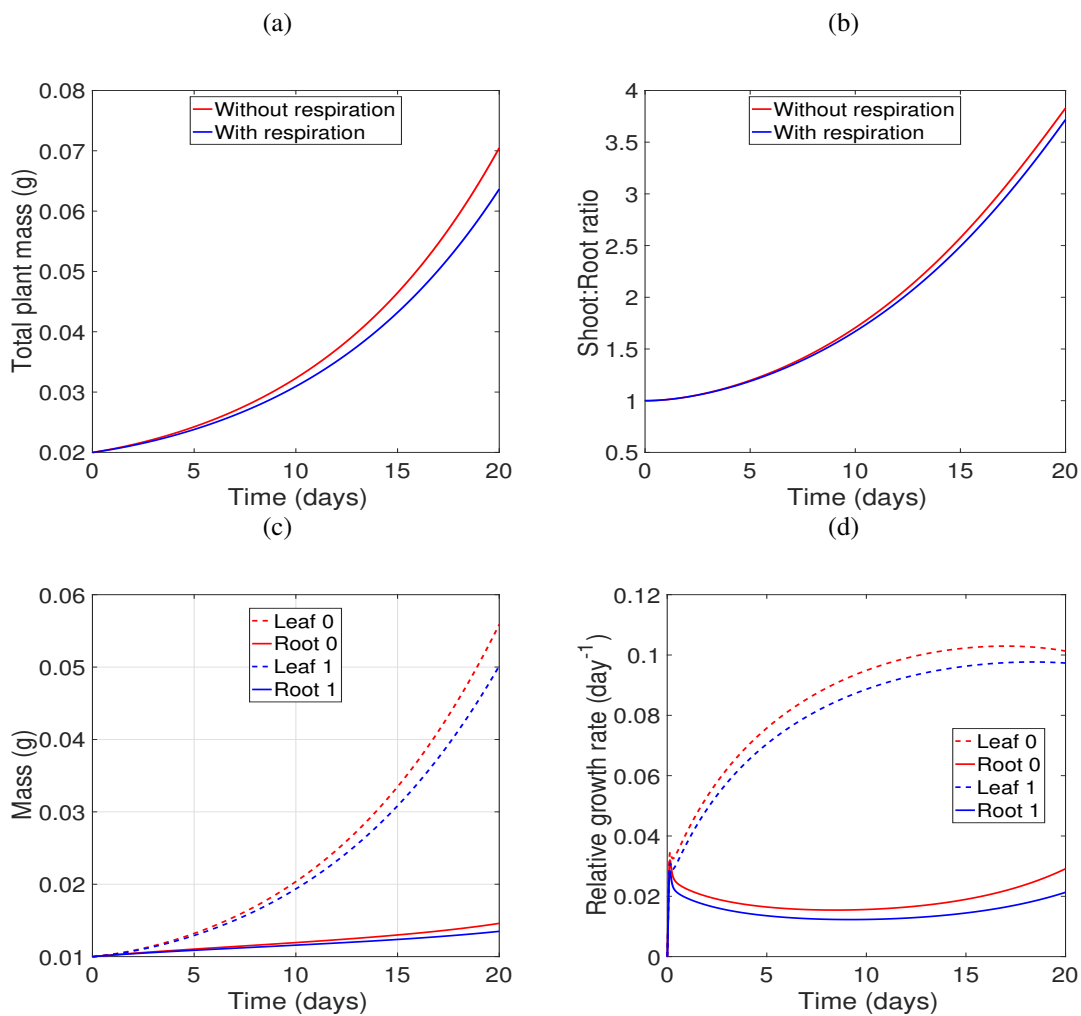 (a)
Total plant mass (g)
0.08
0.07
0.06
0.05
0.04
0.03
0.02
Without respiration
With respiration
0
5
10
15
20
Time (days)
(b)
Shoot:Root ratio
4
3.5
3
2.5
2
1.5
1
0.5
Without respiration
With respiration
0
5
10
15
20
Time (days)
(c)
Mass (g)
0.06
0.05
0.04
0.03
0.02
0.01
Leaf 0
Root 0
Leaf 1
Root 1
0
5
10
15
20
Time (days)
(d)
Relative growth rate (day-1)
0.12
0.1
0.08
0.06
0.04
0.02
0
Leaf 0
Root 0
Leaf 1
Root 1
0
5
10
15
20
Time (days)